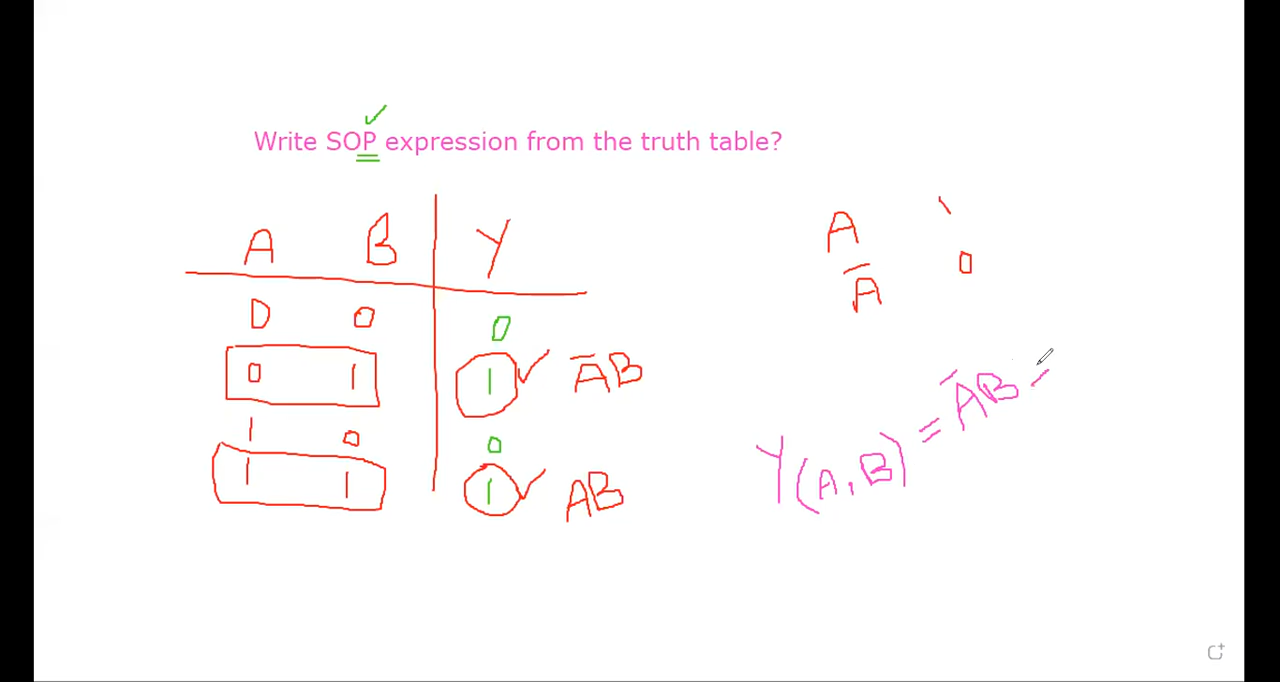 Write SOP expression from the truth table?
A B Y
0 0 0
0 1 1 ĀB
1 0 0
1 1 1 AB
A 1
Ā 0
Y(A,B) = ĀB